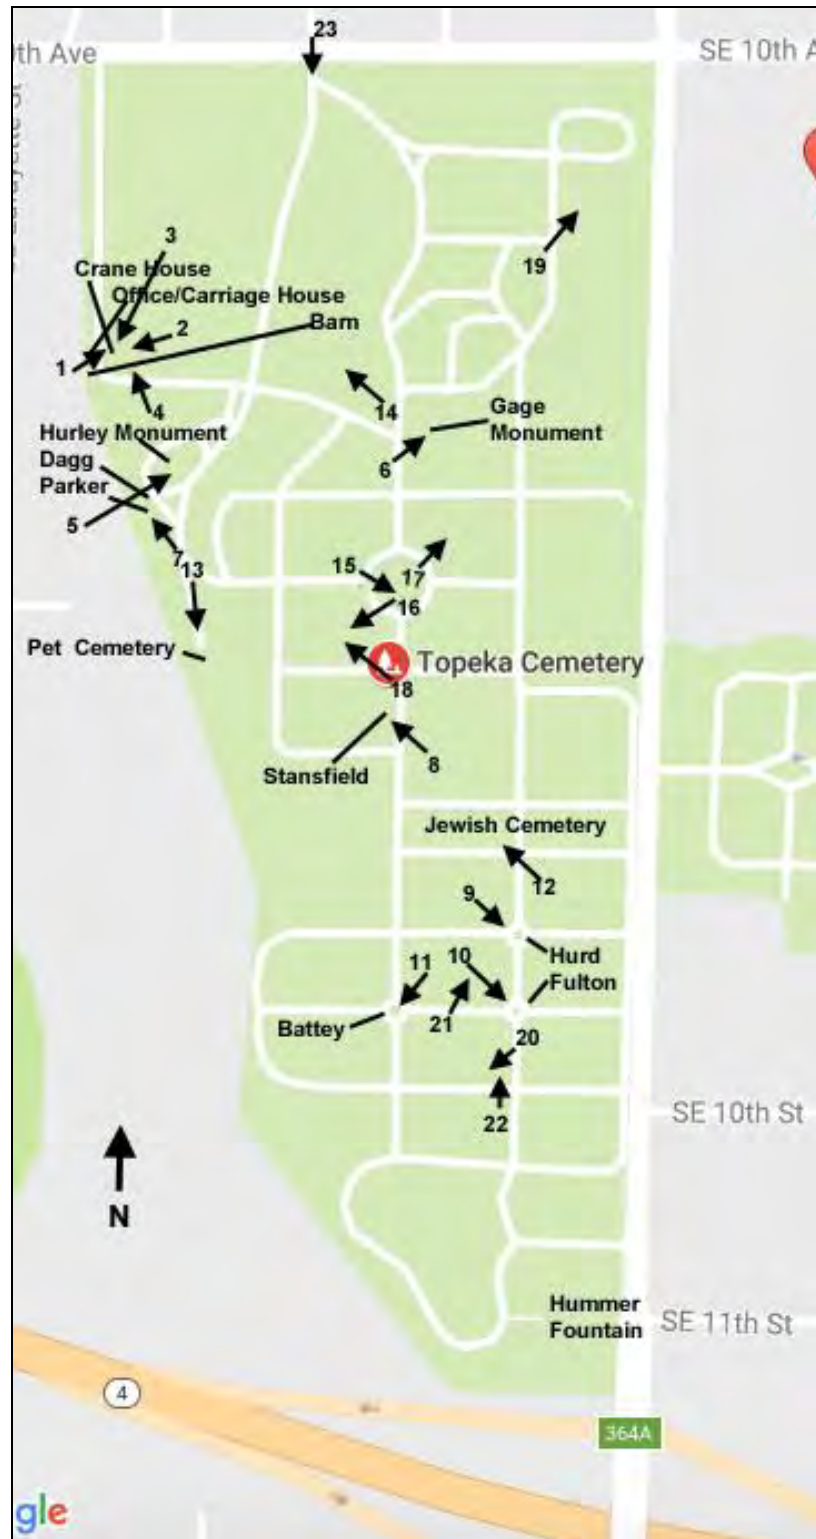 23
0th Ave
SE 10th A
3
Crane House
Office/Carriage House
2
Barn
19
1
4
14
Gage
Monument
Hurley Monument
Dagg
Parker
6
5
7
13
15
17
16
Pet Cemetery
Topeka Cemetery
18
8
Stansfield
Jewish Cemetery
12
9
Hurd
Fulton
10
11
21
Battey
20
22
SE 10th St
N
Hummer
Fountain
SE 11th St
4
364A
gle